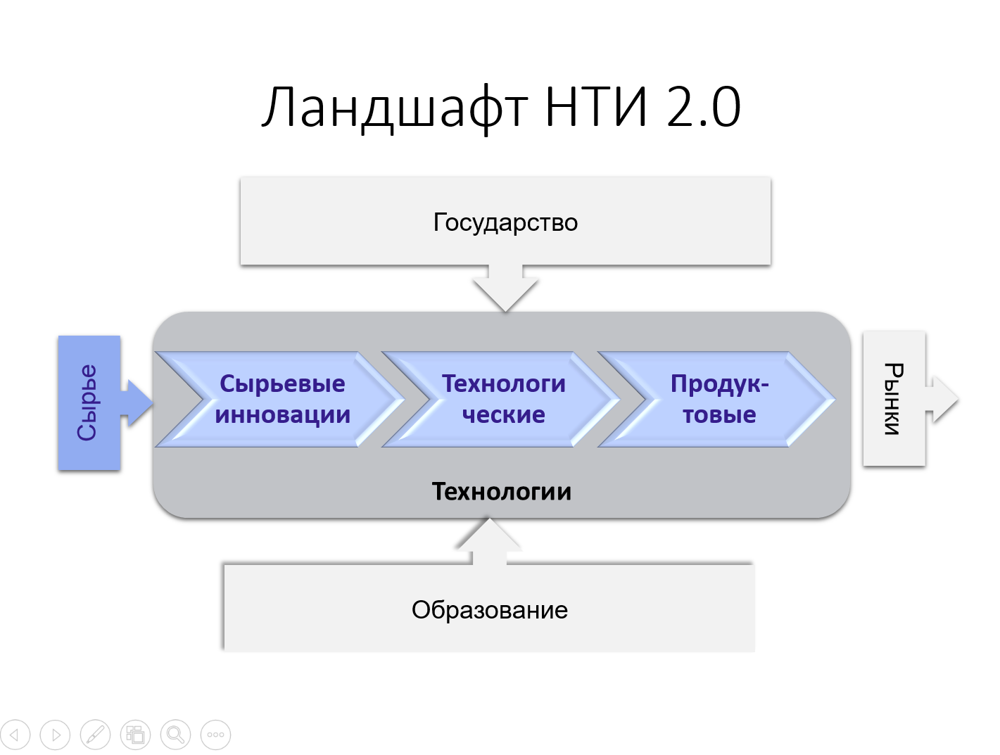 Ландшафт НТИ 2.0
Государство
Сырье
Сырьевые
инновации
Технологи
ческие
Продук-
товые
Рынки
Технологии
Образование